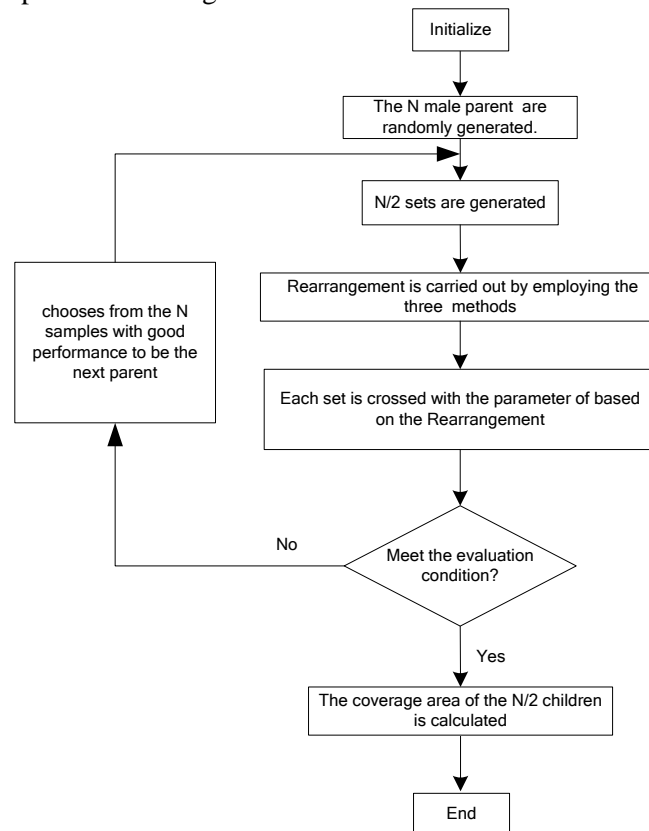 Initialize
The N male parent are
randomly generated.
N/2 sets are generated
Rearrangement is carried out by employing the
three methods
chooses from the N
samples with good
performance to be the
next parent
Each set is crossed with the parameter of based
on the Rearrangement
No
Meet the evaluation
condition?
Yes
The coverage area of the N/2 children
is calculated
End